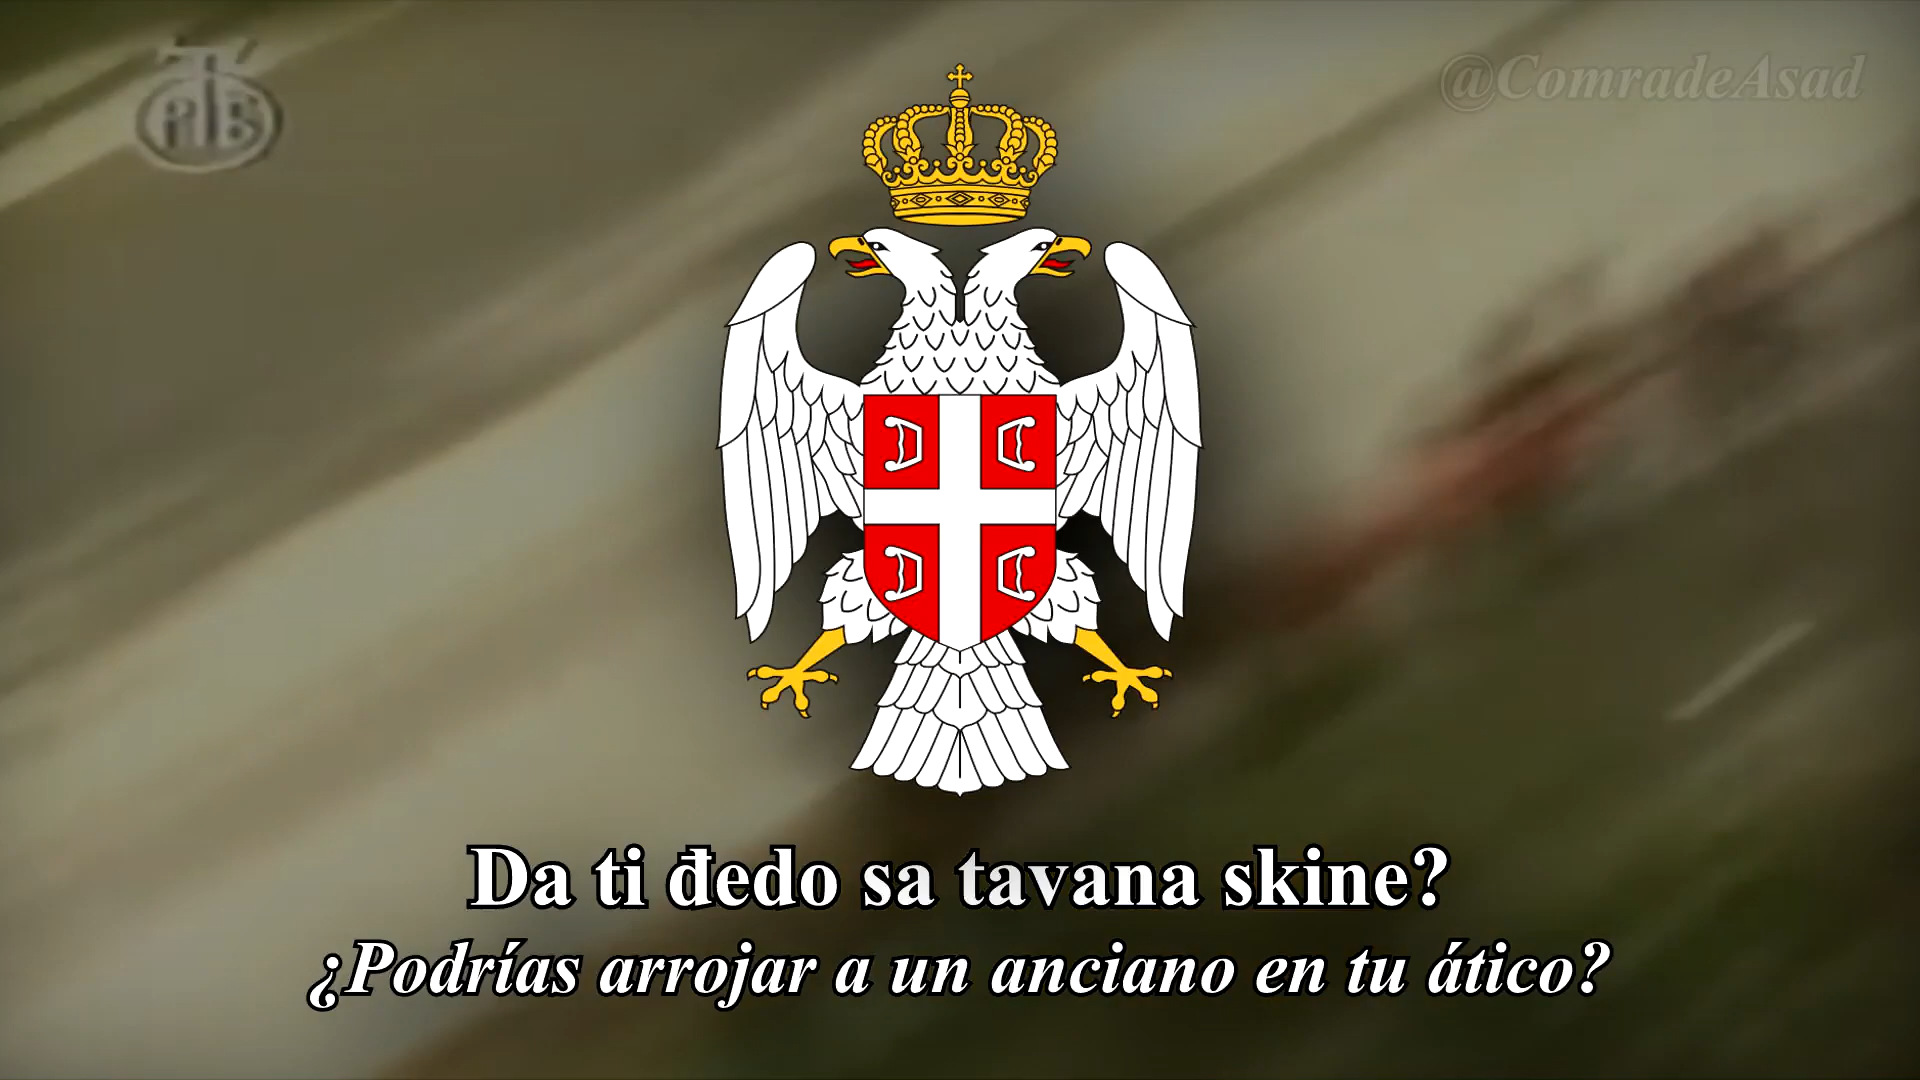 @ComradeAsad
Da ti đedo sa tavana skine?
¿Podrías arrojar a un anciano en tu ático?